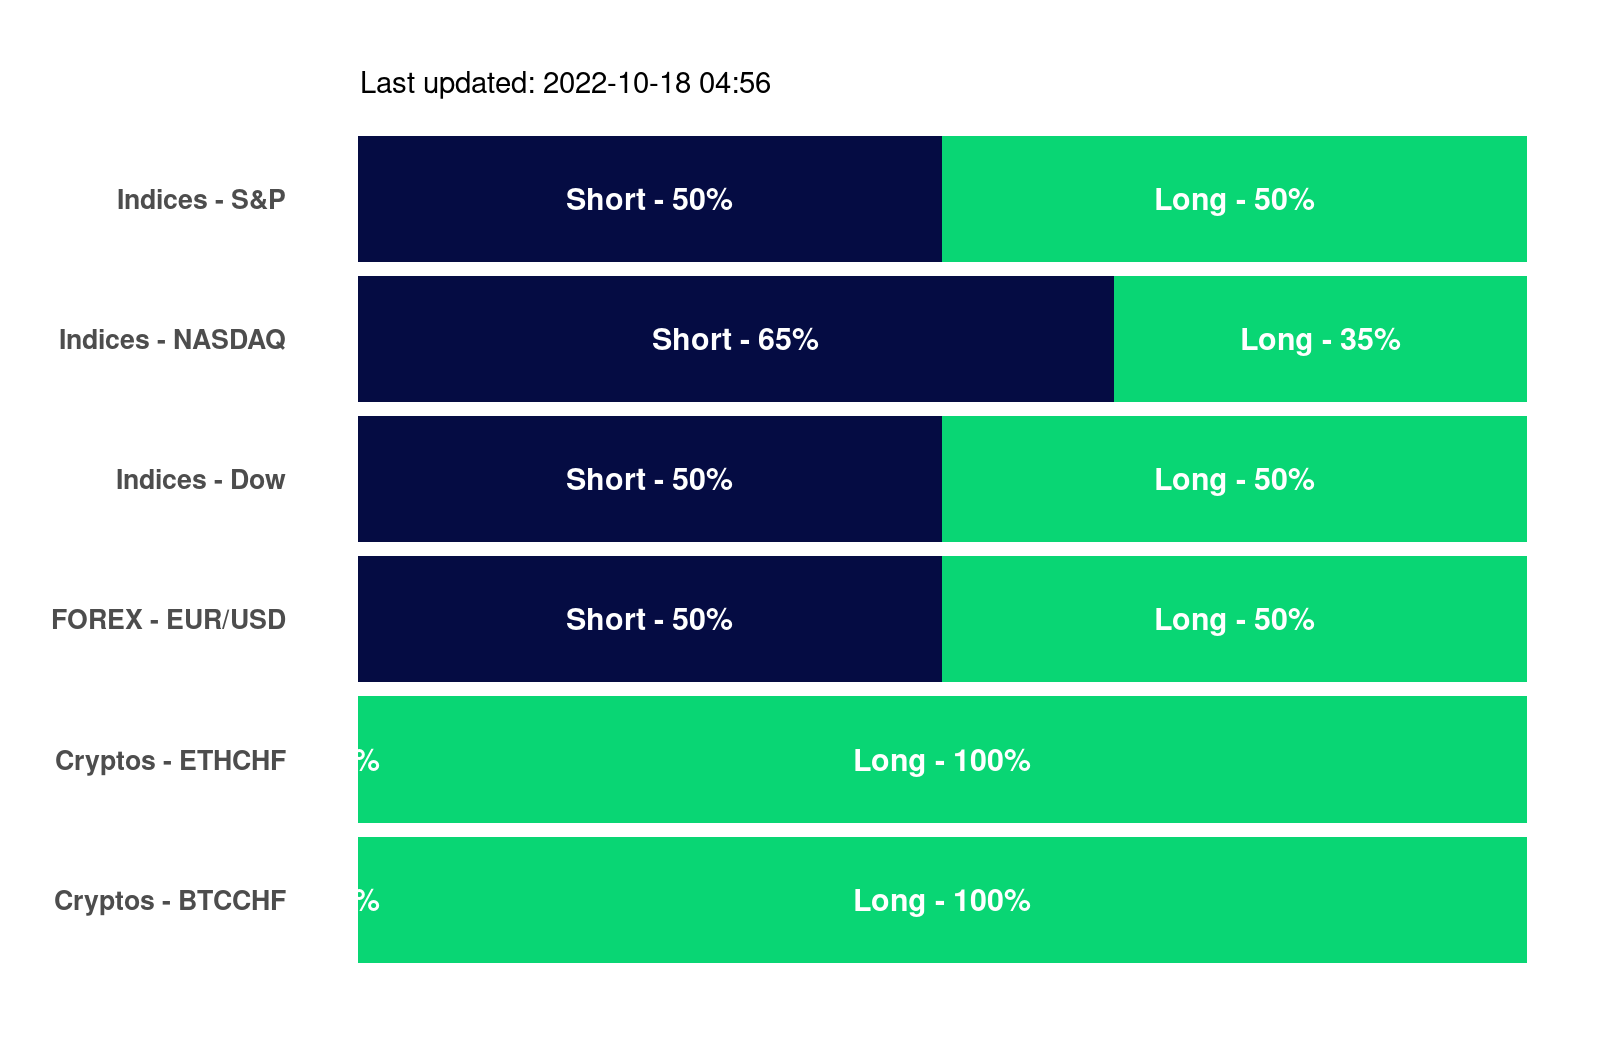 Last updated: 2022-10-18 04:56
Indices - S&P Short - 50% Long - 50%
Indices - NASDAQ Short - 65% Long - 35%
Indices - Dow Short - 50% Long - 50%
FOREX - EUR/USD Short - 50% Long - 50%
Cryptos - ETHCHF % Long - 100%
Cryptos - BTCCHF % Long - 100%